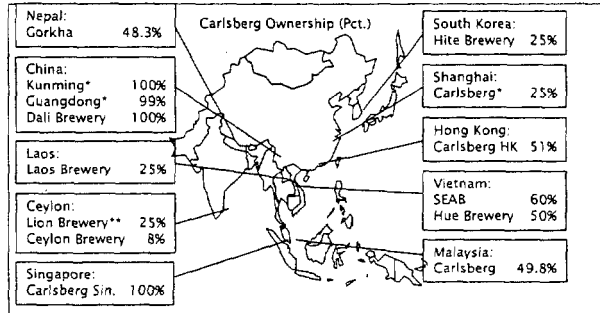 Carlsberg Ownership (Pct.)
Nepal:
Gorkha 48.3%
China:
Kunming* 100%
Guangdong* 99%
Dali Brewery 100%
Laos:
Laos Brewery 25%
Ceylon:
Lion Brewery** 25%
Ceylon Brewery 8%
Singapore:
Carlsberg Sin. 100%
South Korea:
Hite Brewery 25%
Shanghai:
Carlsberg* 25%
Hong Kong:
Carlsberg HK 51%
Vietnam:
SEAB 60%
Hue Brewery 50%
Malaysia:
Carlsberg 49.8%